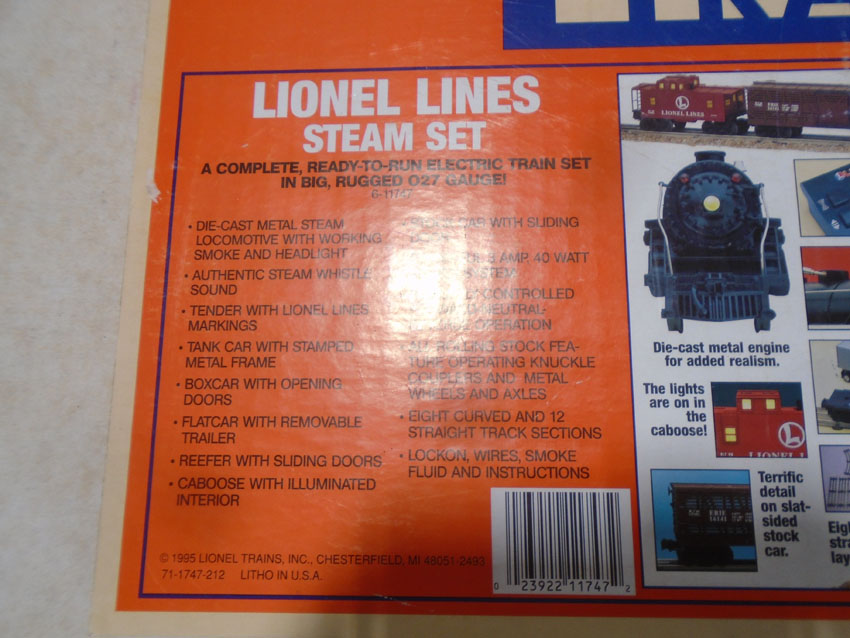 LIONEL LINES
STEAM SET
A COMPLETE, READY-TO-RUN ELECTRIC TRAIN SET
IN BIG, RUGGED O27 GAUGE!
6-11747
• DIE-CAST METAL STEAM
LOCOMOTIVE WITH WORKING
SMOKE AND HEADLIGHT
• AUTHENTIC STEAM WHISTLE
SOUND
• TENDER WITH LIONEL LINES
MARKINGS
• TANK CAR WITH STAMPED
METAL FRAME
• BOXCAR WITH OPENING
DOORS
• FLATCAR WITH REMOVABLE
TRAILER
• REEFER WITH SLIDING DOORS
• CABOOSE WITH ILLUMINATED
INTERIOR
CAR WITH SLIDING
AMP, 40 WATT
CONTROLLED
NEUTRAL-
OPERATION
• ALL ROLLING STOCK FEA-
TURE OPERATING KNUCKLE
COUPLERS AND METAL
WHEELS AND AXLES
• EIGHT CURVED AND 12
STRAIGHT TRACK SECTIONS
• LOCKON, WIRES, SMOKE
FLUID AND INSTRUCTIONS
© 1995 LIONEL TRAINS, INC., CHESTERFIELD, MI 48051-2493
71-1747-212 LITHO IN U.S.A.
0 23922 11747 2
L
LIONEL LINES
Die-cast metal engine
for added realism.
The lights
are on in
the
caboose!
L
Terrific
detail
on slat-
sided
stock
car.
ERIE